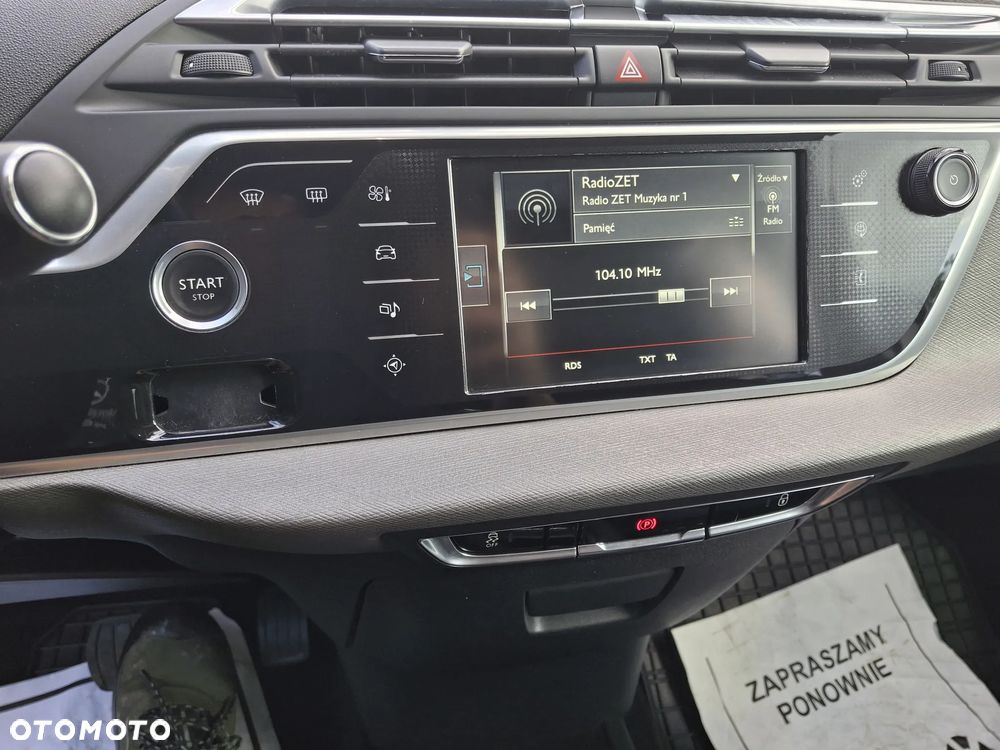 RadioZET
Radio ZET Muzyka nr 1
Pamięć
Źródło
FM
Radio
104.10 MHz
RDS
TXT TA
START
STOP
OFF
P
ZAPRASZAMY
PONOWNIE
OTOMOTO